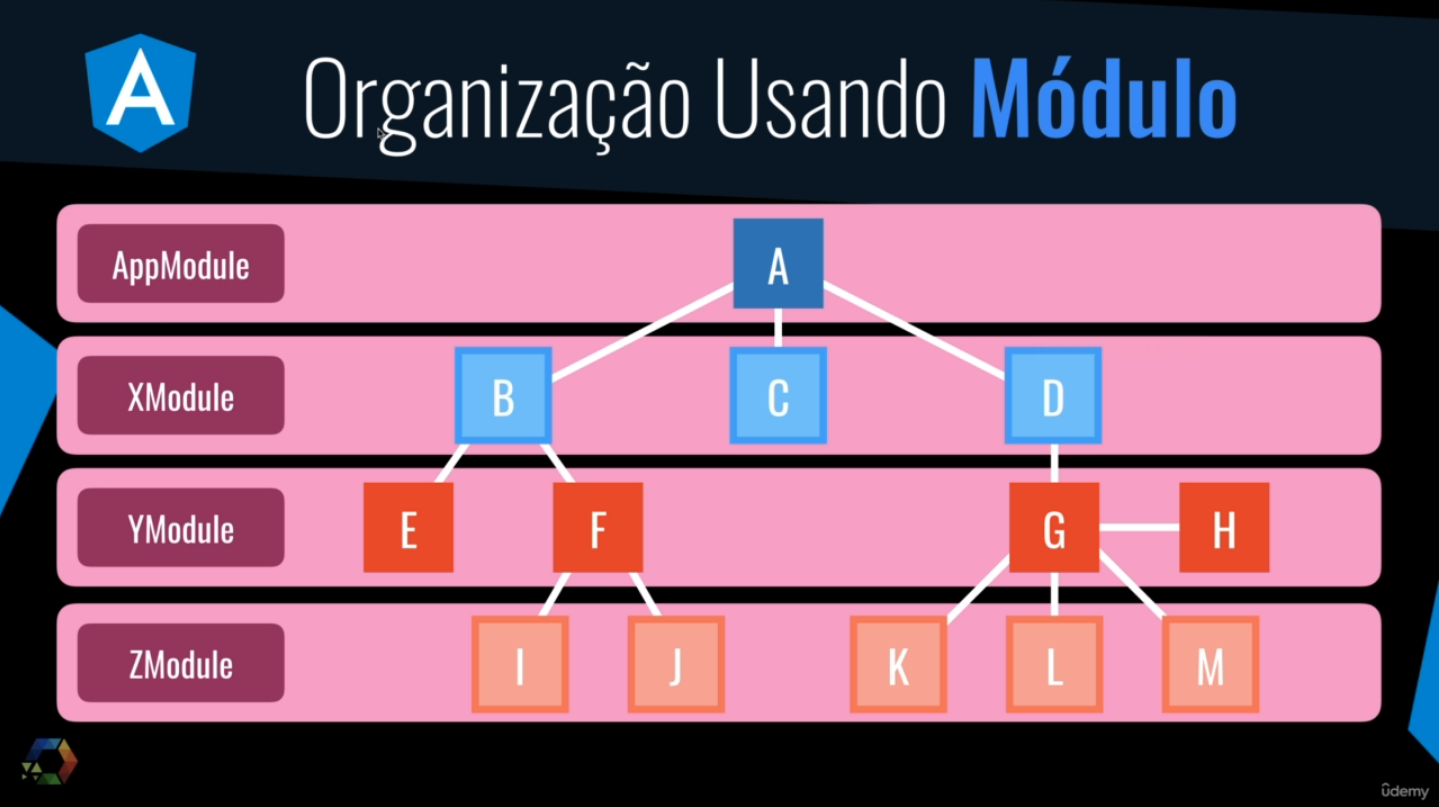 A
Organização Usando Módulo
AppModule
A
XModule
B
C
D
YModule
E
F
G
H
ZModule
I
J
K
L
M
ûdemy